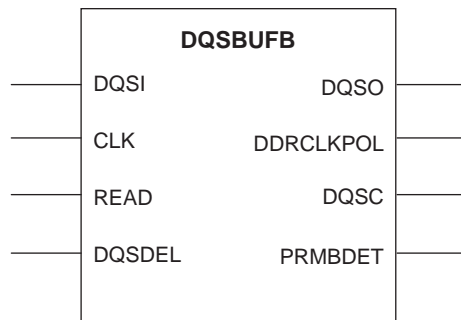 DQSBUFB
DQSI
DQSO
CLK
DDRCLKPOL
READ
DQSC
DQSDEL
PRMBDET